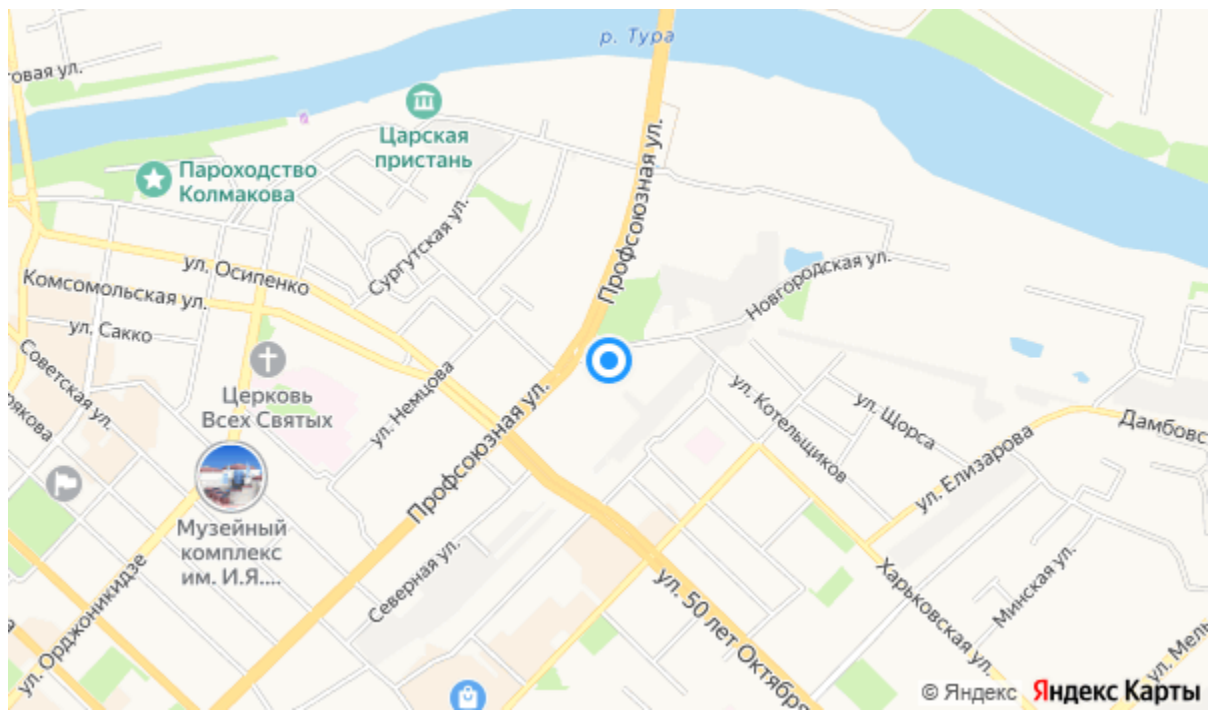 р. Тура
товая ул.
Царская
пристань
Профсоюзная ул.
Пароходство
Колмакова
Сургутская ул.
ул. Осипенко
Новгородская ул.
Комсомольская ул.
ул. Сакко
Советская ул.
Церковь
Всех Святых
ул. Немцова
Профсоюзная ул.
ул. Котельщиков
ул. Щорса
ул. Елизарова
Дамбовс
рякова
Музейный
комплекс
им. И.Я....
ул. Орджоникидзе
Северная ул.
ул. 50 лет Октября
Харьковская ул.
Минская ул.
ул. Мель
© Яндекс Яндекс Карты